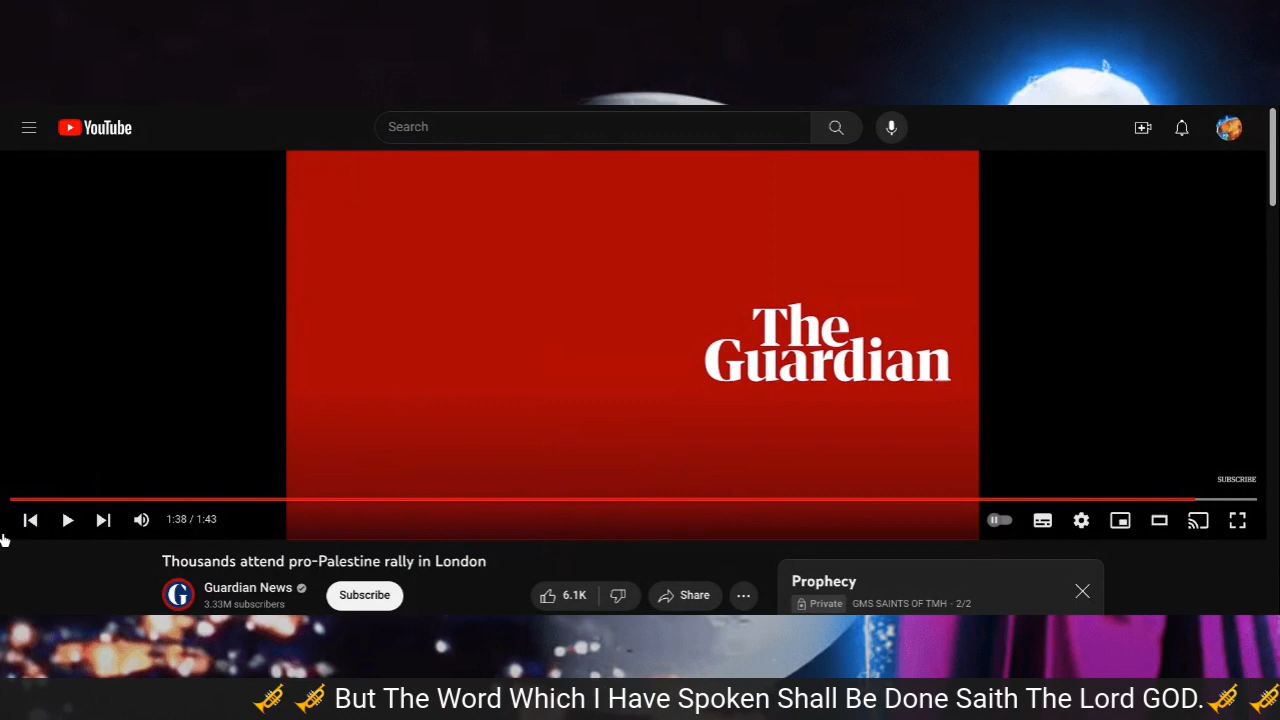 YouTube
Search
The
Guardian
SUBSCRIBE
1:38 / 1:43
Thousands attend pro-Palestine rally in London
G
Guardian News
3.33M subscribers
Subscribe
6.1K
Share
Prophecy
Private GMS SAINTS OF TMH - 2/2
But The Word Which I Have Spoken Shall Be Done Saith The Lord GOD.